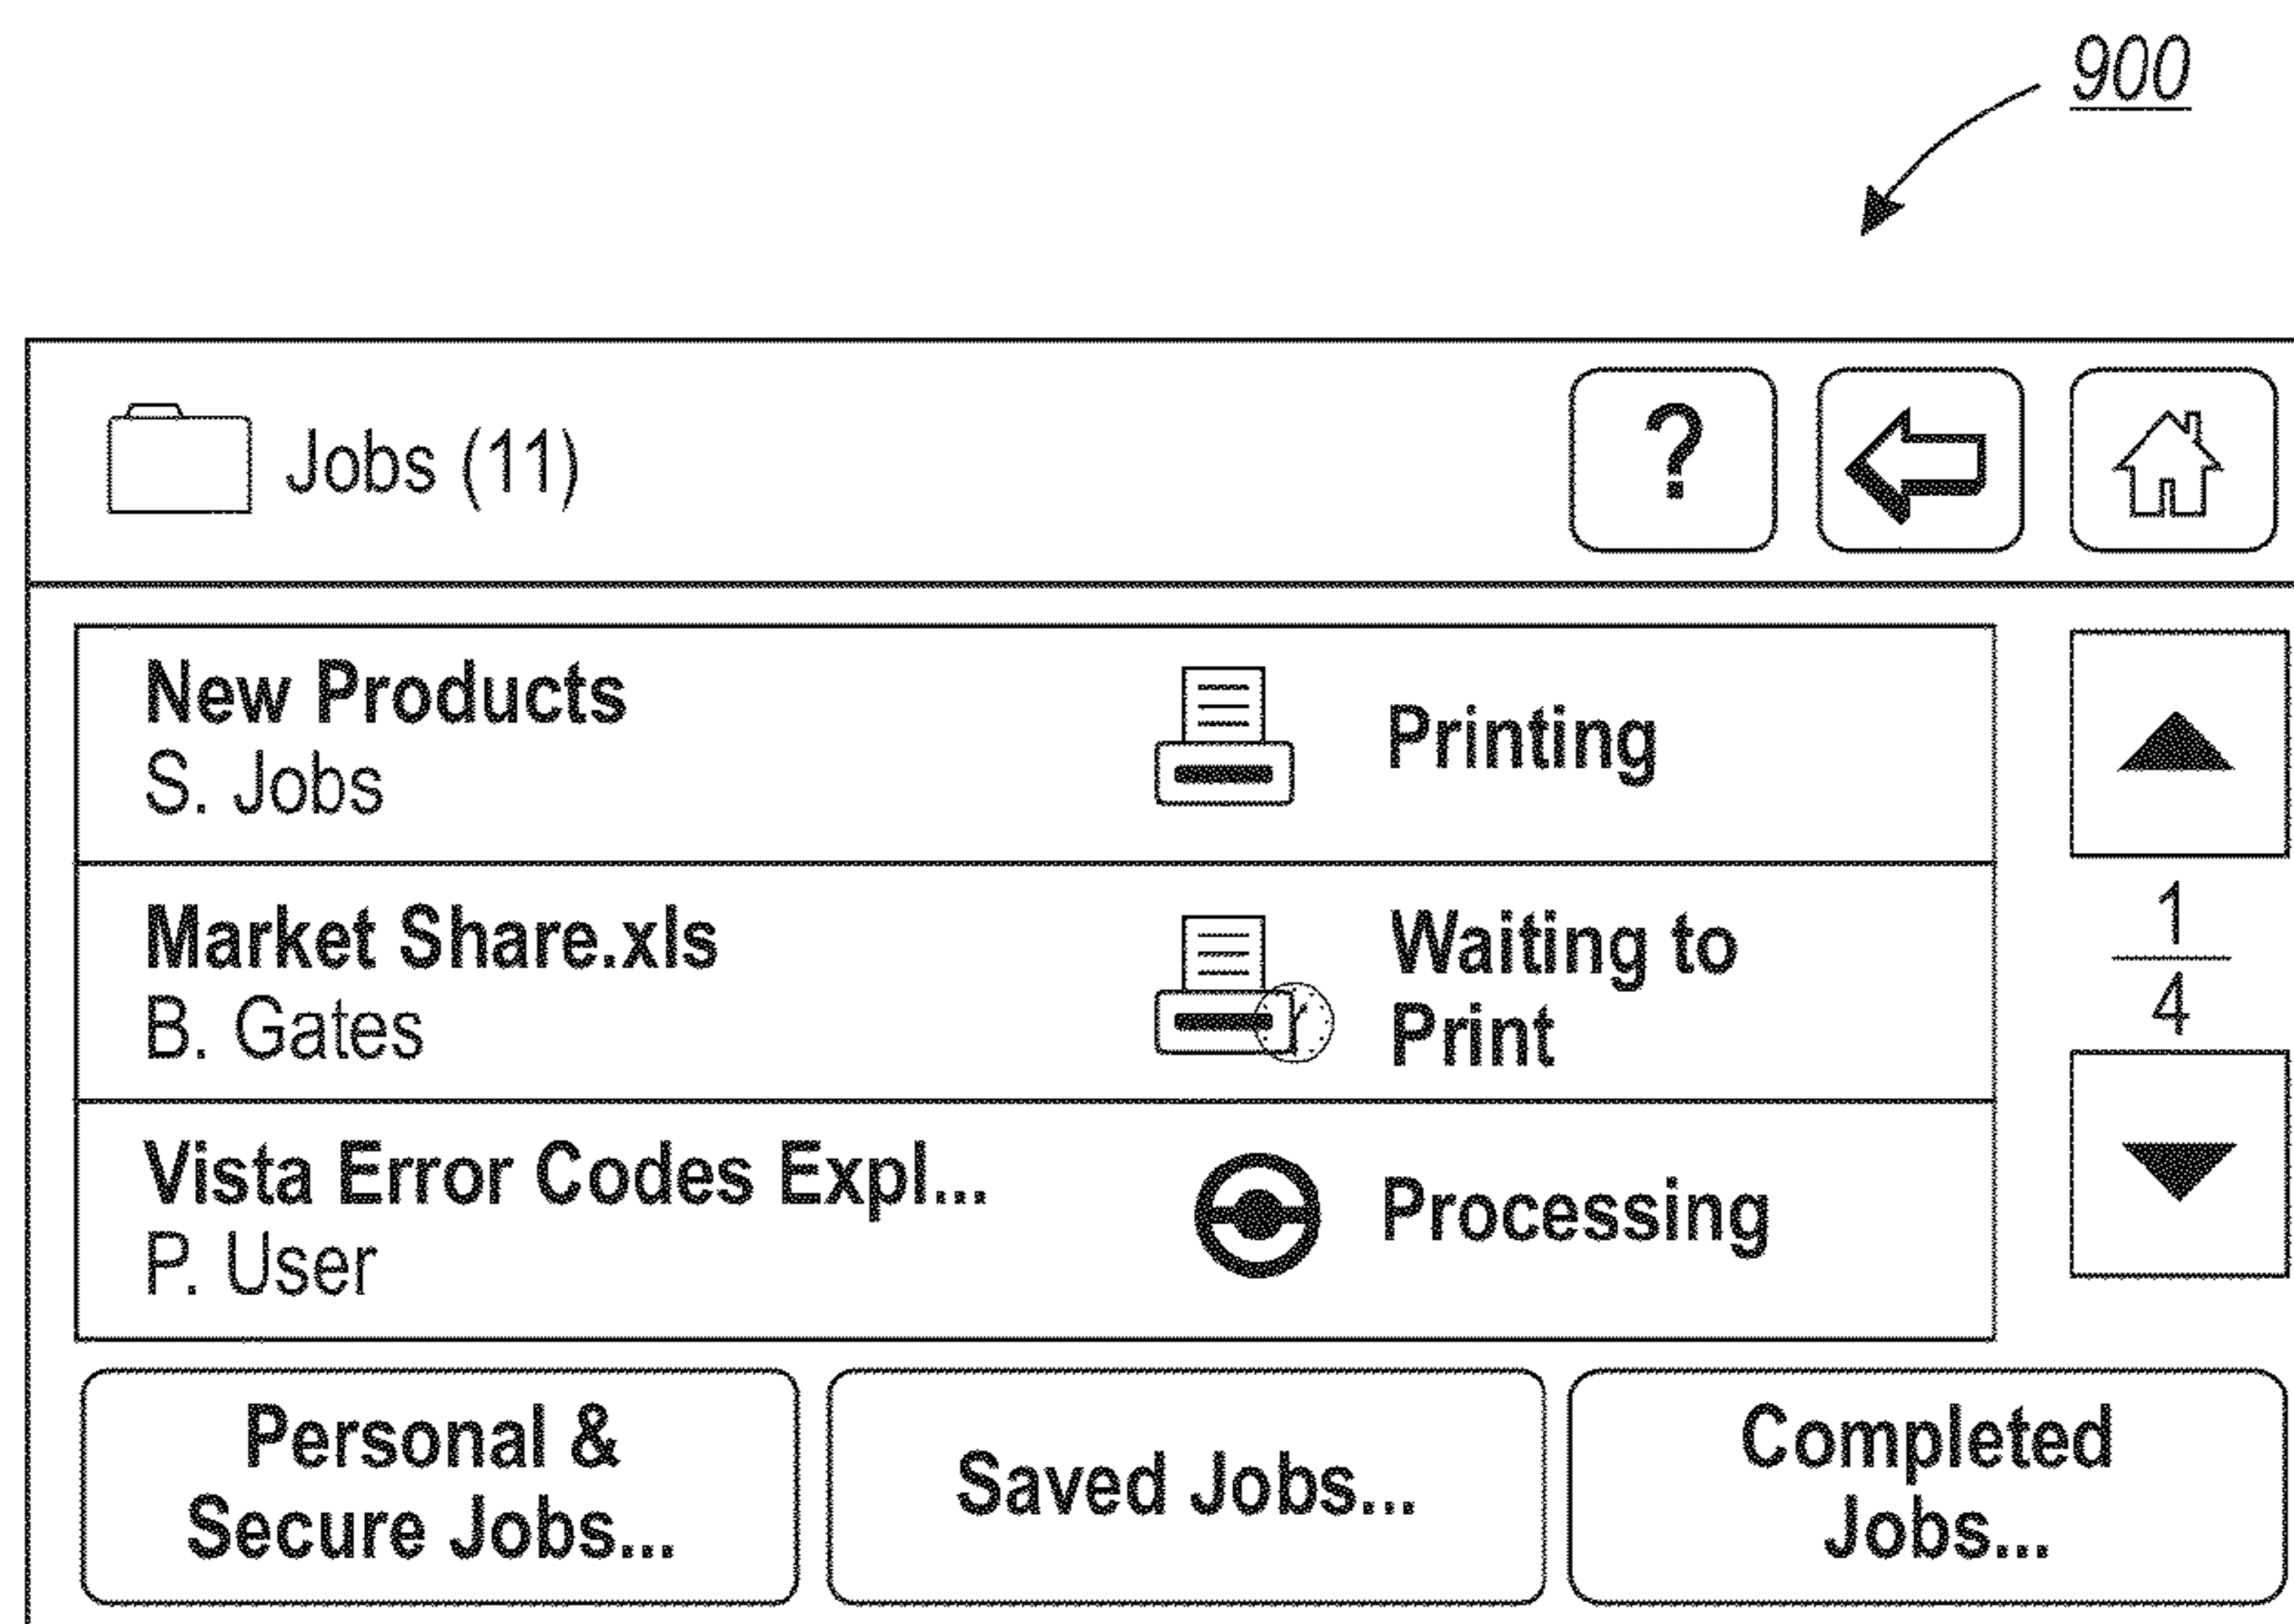 900
Jobs (11)
?
New Products
S. Jobs
Printing
Market Share.xls
B. Gates
Waiting to
Print
1
4
Vista Error Codes Expl...
P. User
Processing
Personal &
Secure Jobs...
Saved Jobs...
Completed
Jobs...